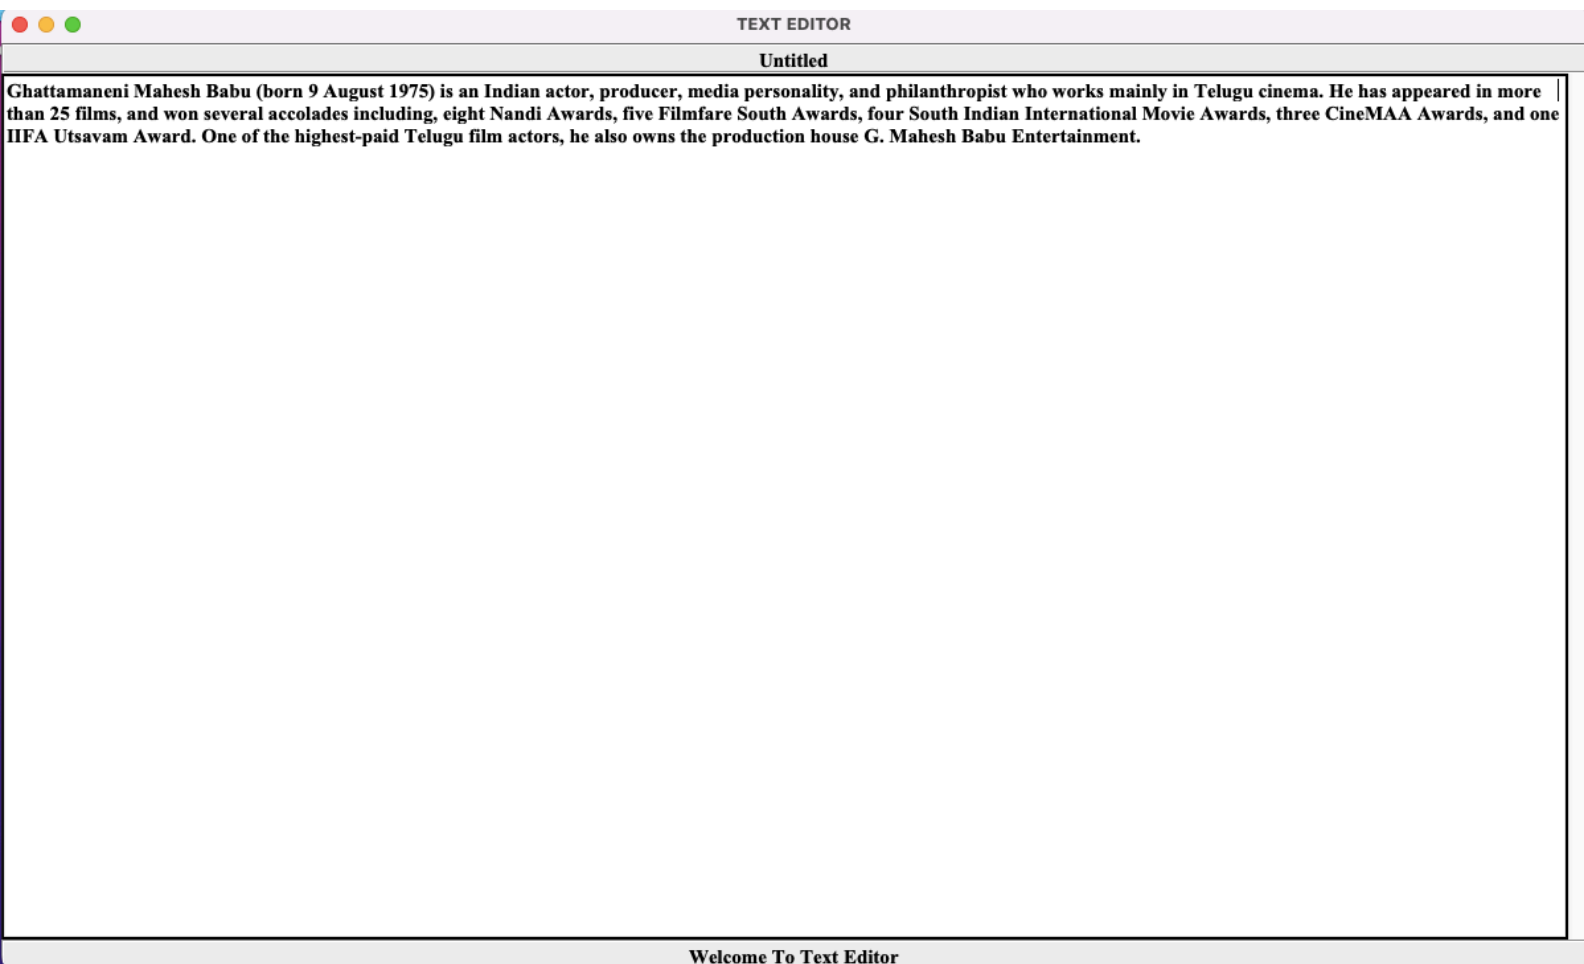 TEXT EDITOR
Untitled
Ghattamaneni Mahesh Babu (born 9 August 1975) is an Indian actor, producer, media personality, and philanthropist who works mainly in Telugu cinema. He has appeared in more
than 25 films, and won several accolades including, eight Nandi Awards, five Filmfare South Awards, four South Indian International Movie Awards, three CineMAA Awards, and one
IIFA Utsavam Award. One of the highest-paid Telugu film actors, he also owns the production house G. Mahesh Babu Entertainment.
Welcome To Text Editor